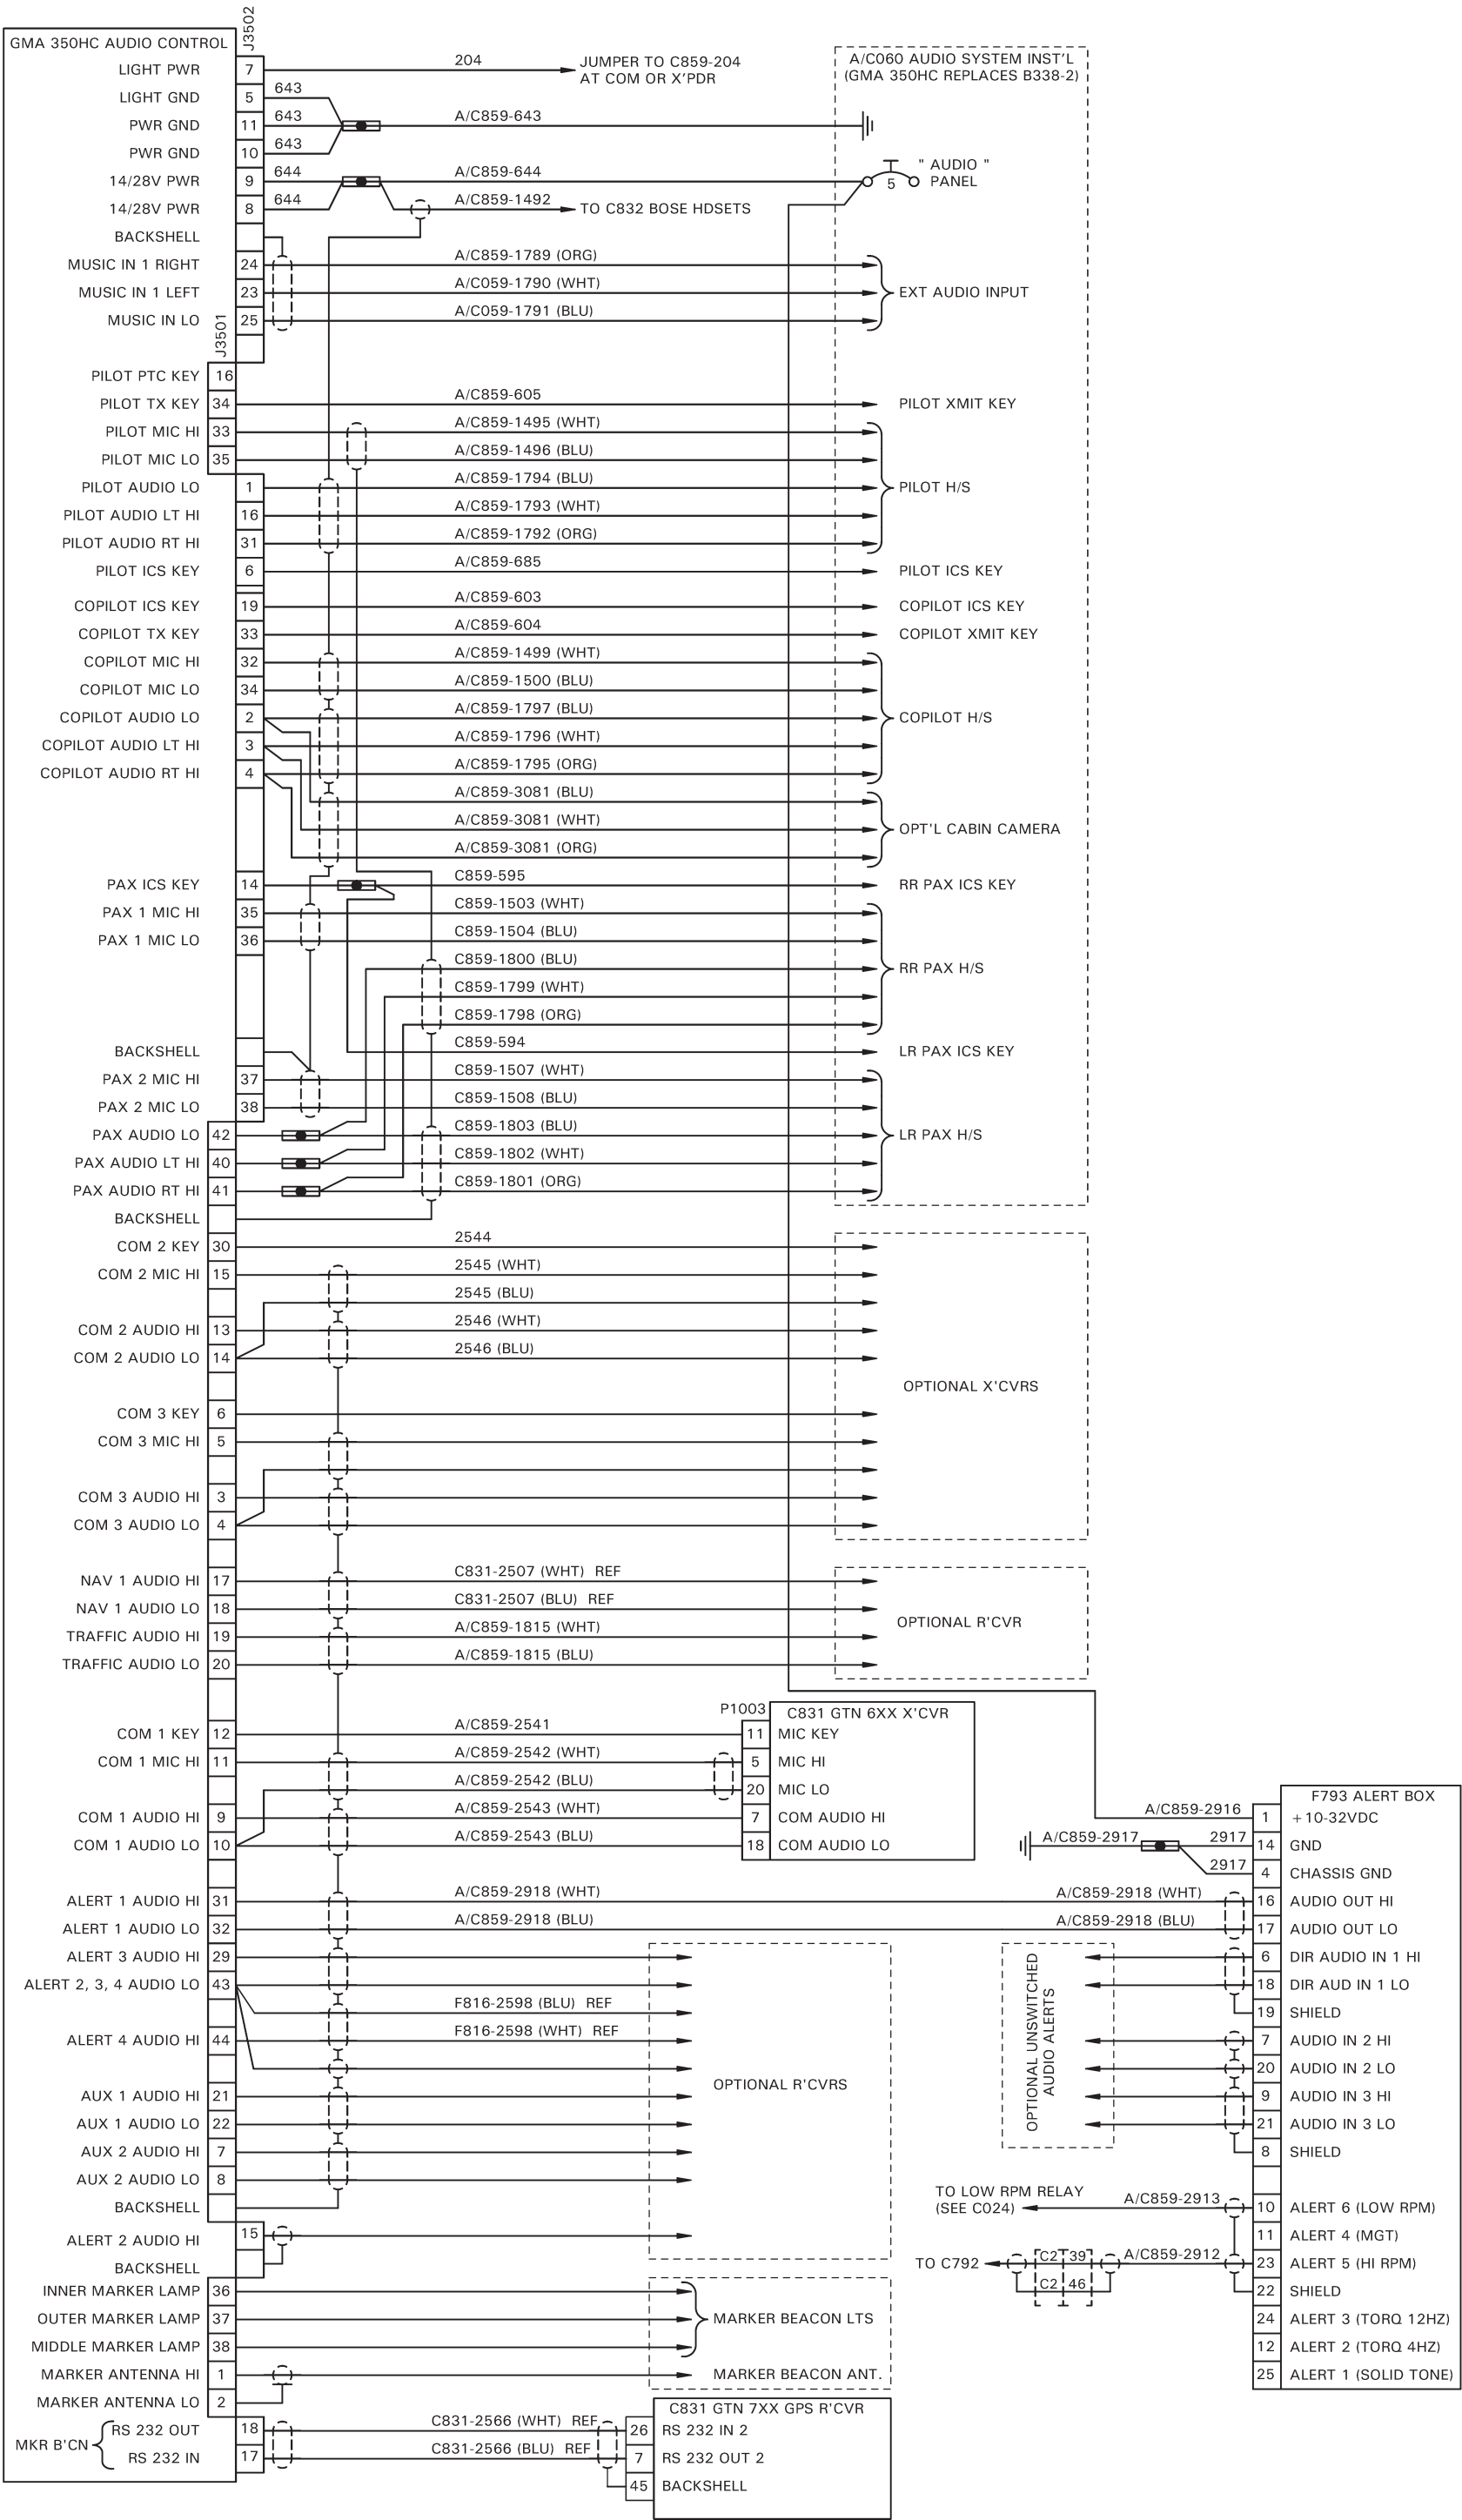 J3502
GMA 350HC AUDIO CONTROL
LIGHT PWR 7 204 JUMPER TO C859-204
AT COM OR X'PDR
A/C060 AUDIO SYSTEM INST'L
(GMA 350HC REPLACES B338-2)
LIGHT GND 5 643
PWR GND 11 643 A/C859-643
PWR GND 10 643
14/28V PWR 9 644 A/C859-644 5 " AUDIO "
PANEL
14/28V PWR 8 644 A/C859-1492 TO C832 BOSE HDSETS
BACKSHELL
MUSIC IN 1 RIGHT 24 A/C859-1789 (ORG)
MUSIC IN 1 LEFT 23 A/C059-1790 (WHT) EXT AUDIO INPUT
MUSIC IN LO 25 A/C059-1791 (BLU)
J3501
PILOT PTC KEY 16
PILOT TX KEY 34 A/C859-605 PILOT XMIT KEY
PILOT MIC HI 33 A/C859-1495 (WHT)
PILOT MIC LO 35 A/C859-1496 (BLU)
PILOT AUDIO LO 1 A/C859-1794 (BLU) PILOT H/S
PILOT AUDIO LT HI 16 A/C859-1793 (WHT)
PILOT AUDIO RT HI 31 A/C859-1792 (ORG)
PILOT ICS KEY 6 A/C859-685 PILOT ICS KEY
COPILOT ICS KEY 19 A/C859-603 COPILOT ICS KEY
COPILOT TX KEY 33 A/C859-604 COPILOT XMIT KEY
COPILOT MIC HI 32 A/C859-1499 (WHT)
COPILOT MIC LO 34 A/C859-1500 (BLU)
COPILOT AUDIO LO 2 A/C859-1797 (BLU) COPILOT H/S
COPILOT AUDIO LT HI 3 A/C859-1796 (WHT)
COPILOT AUDIO RT HI 4 A/C859-1795 (ORG)
A/C859-3081 (BLU)
A/C859-3081 (WHT) OPT'L CABIN CAMERA
A/C859-3081 (ORG)
PAX ICS KEY 14 C859-595 RR PAX ICS KEY
PAX 1 MIC HI 35 C859-1503 (WHT)
PAX 1 MIC LO 36 C859-1504 (BLU)
C859-1800 (BLU) RR PAX H/S
C859-1799 (WHT)
C859-1798 (ORG)
BACKSHELL C859-594 LR PAX ICS KEY
PAX 2 MIC HI 37 C859-1507 (WHT)
PAX 2 MIC LO 38 C859-1508 (BLU)
PAX AUDIO LO 42 C859-1803 (BLU) LR PAX H/S
PAX AUDIO LT HI 40 C859-1802 (WHT)
PAX AUDIO RT HI 41 C859-1801 (ORG)
BACKSHELL
COM 2 KEY 30 2544
COM 2 MIC HI 15 2545 (WHT)
2545 (BLU)
COM 2 AUDIO HI 13 2546 (WHT)
COM 2 AUDIO LO 14 2546 (BLU)
OPTIONAL X'CVRS
COM 3 KEY 6
COM 3 MIC HI 5
COM 3 AUDIO HI 3
COM 3 AUDIO LO 4
NAV 1 AUDIO HI 17 C831-2507 (WHT) REF
NAV 1 AUDIO LO 18 C831-2507 (BLU) REF
OPTIONAL R'CVR
TRAFFIC AUDIO HI 19 A/C859-1815 (WHT)
TRAFFIC AUDIO LO 20 A/C859-1815 (BLU)
P1003 C831 GTN 6XX X'CVR
COM 1 KEY 12 A/C859-2541 11 MIC KEY
COM 1 MIC HI 11 A/C859-2542 (WHT) 5 MIC HI
A/C859-2542 (BLU) 20 MIC LO
COM 1 AUDIO HI 9 A/C859-2543 (WHT) 7 COM AUDIO HI
COM 1 AUDIO LO 10 A/C859-2543 (BLU) 18 COM AUDIO LO
F793 ALERT BOX
A/C859-2916 1 +10-32VDC
A/C859-2917 2917 14 GND
2917 4 CHASSIS GND
ALERT 1 AUDIO HI 31 A/C859-2918 (WHT) A/C859-2918 (WHT) 16 AUDIO OUT HI
ALERT 1 AUDIO LO 32 A/C859-2918 (BLU) A/C859-2918 (BLU) 17 AUDIO OUT LO
ALERT 3 AUDIO HI 29 6 DIR AUDIO IN 1 HI
ALERT 2, 3, 4 AUDIO LO 43 18 DIR AUD IN 1 LO
F816-2598 (BLU) REF 19 SHIELD
ALERT 4 AUDIO HI 44 F816-2598 (WHT) REF 7 AUDIO IN 2 HI
OPTIONAL UNSWITCHED
AUDIO ALERTS
20 AUDIO IN 2 LO
OPTIONAL R'CVRS
AUX 1 AUDIO HI 21 9 AUDIO IN 3 HI
AUX 1 AUDIO LO 22 21 AUDIO IN 3 LO
AUX 2 AUDIO HI 7 8 SHIELD
AUX 2 AUDIO LO 8
BACKSHELL
TO LOW RPM RELAY
(SEE C024) A/C859-2913 10 ALERT 6 (LOW RPM)
ALERT 2 AUDIO HI 15 11 ALERT 4 (MGT)
BACKSHELL TO C792 C2 39 A/C859-2912 23 ALERT 5 (HI RPM)
INNER MARKER LAMP 36 C2 46 22 SHIELD
OUTER MARKER LAMP 37 MARKER BEACON LTS 24 ALERT 3 (TORQ 12HZ)
MIDDLE MARKER LAMP 38 12 ALERT 2 (TORQ 4HZ)
MARKER ANTENNA HI 1 MARKER BEACON ANT. 25 ALERT 1 (SOLID TONE)
MARKER ANTENNA LO 2
C831 GTN 7XX GPS R'CVR
MKR B'CN
RS 232 OUT 18 C831-2566 (WHT) REF 26 RS 232 IN 2
RS 232 IN 17 C831-2566 (BLU) REF 7 RS 232 OUT 2
45 BACKSHELL